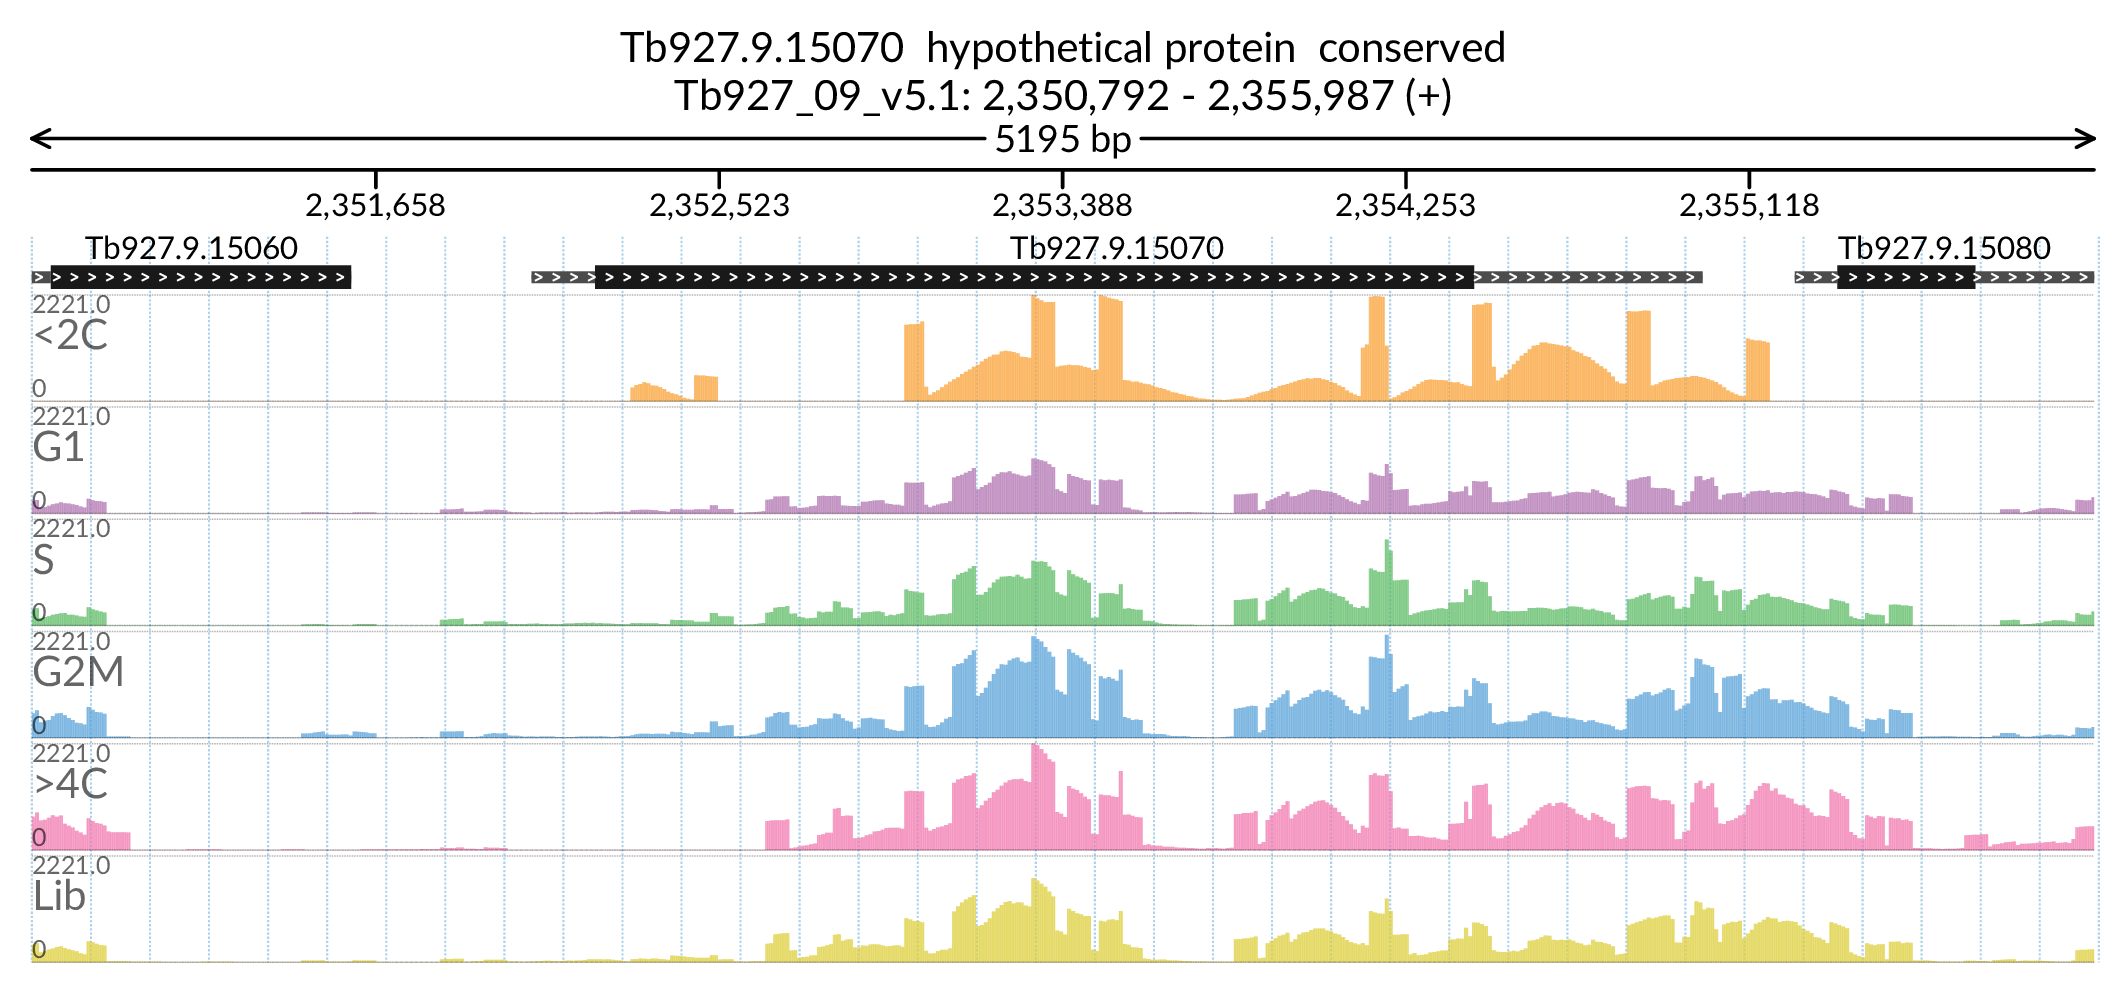 Tb927.9.15070 hypothetical protein conserved
Tb927_09_v5.1: 2,350,792 - 2,355,987 (+)
5195 bp
2,351,658 2,352,523 2,353,388 2,354,253 2,355,118
Tb927.9.15060 Tb927.9.15070 Tb927.9.15080
2221.0
<2C
0
2221.0
G1
0
2221.0
S
0
2221.0
G2M
0
2221.0
>4C
0
2221.0
Lib
0